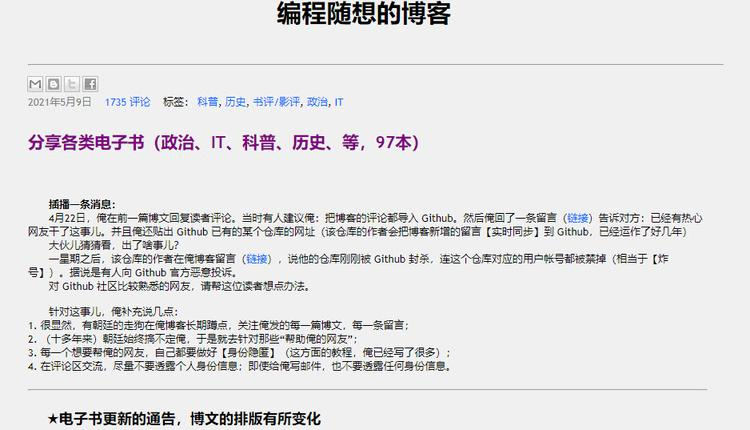 编程随想的博客
2021年5月9日 1735 评论 标签： 科普, 历史, 书评/影评, 政治, IT
分享各类电子书（政治、IT、科普、历史、等，97本）
插播一条消息：
4月22日，俺在前一篇博文回复读者评论。当时有人建议俺：把博客的评论都导入 Github。然后俺回了一条留言（链接）告诉对方：已经有热心
网友干了这事儿。并且俺还贴出 Github 已有的某个仓库的网址（该仓库的作者会把博客新增的留言【实时同步】到 Github，已经运作了好几年）
大伙儿猜猜看，出了啥事儿？
一星期之后，该仓库的作者在俺博客留言（链接），说他的仓库刚刚被 Github 封杀，连这个仓库对应的用户帐号都被禁掉（相当于【炸
号】）。据说是有人向 Github 官方恶意投诉。
对 Github 社区比较熟悉的网友，请帮这位读者想点办法。
针对这事儿，俺补充说几点：
1. 很显然，有朝廷的走狗在俺博客长期蹲点，关注俺发的每一篇博文，每一条留言；
2. （十多年来）朝廷始终搞不定俺，于是就去针对那些“帮助俺的网友”；
3. 每一个想要帮俺的网友，自己都要做好【身份隐匿】（这方面的教程，俺已经写了很多）；
4. 在评论区交流，尽量不要透露个人身份信息；即使给俺写邮件，也不要透露任何身份信息。
★电子书更新的通告，博文的排版有所变化